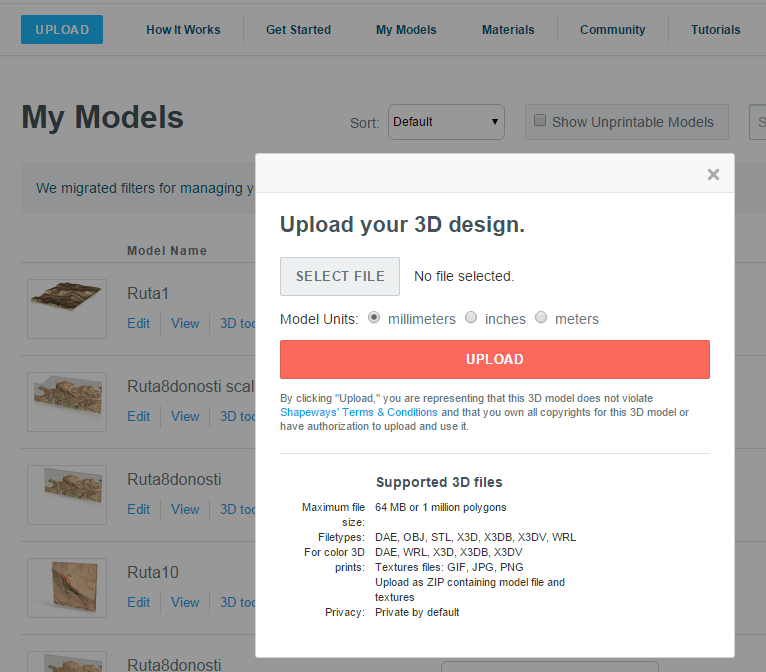 UPLOAD How It Works Get Started My Models Materials Community Tutorials
My Models
Sort: Default Show Unprintable Models S
We migrated filters for managing y
Model Name
Ruta1
Edit View 3D too
Ruta8donosti scal
Edit View 3D too
Ruta8donosti
Edit View 3D too
Ruta10
Edit View 3D too
Ruta8donosti
Upload your 3D design.
SELECT FILE No file selected.
Model Units: millimeters inches meters
UPLOAD
By clicking "Upload," you are representing that this 3D model does not violate
Shapeways' Terms & Conditions and that you own all copyrights for this 3D model or
have authorization to upload and use it.
Supported 3D files
Maximum file size: 64 MB or 1 million polygons
Filetypes: DAE, OBJ, STL, X3D, X3DB, X3DV, WRL
For color 3D prints: DAE, WRL, X3D, X3DB, X3DV
Textures files: GIF, JPG, PNG
Upload as ZIP containing model file and
textures
Privacy: Private by default